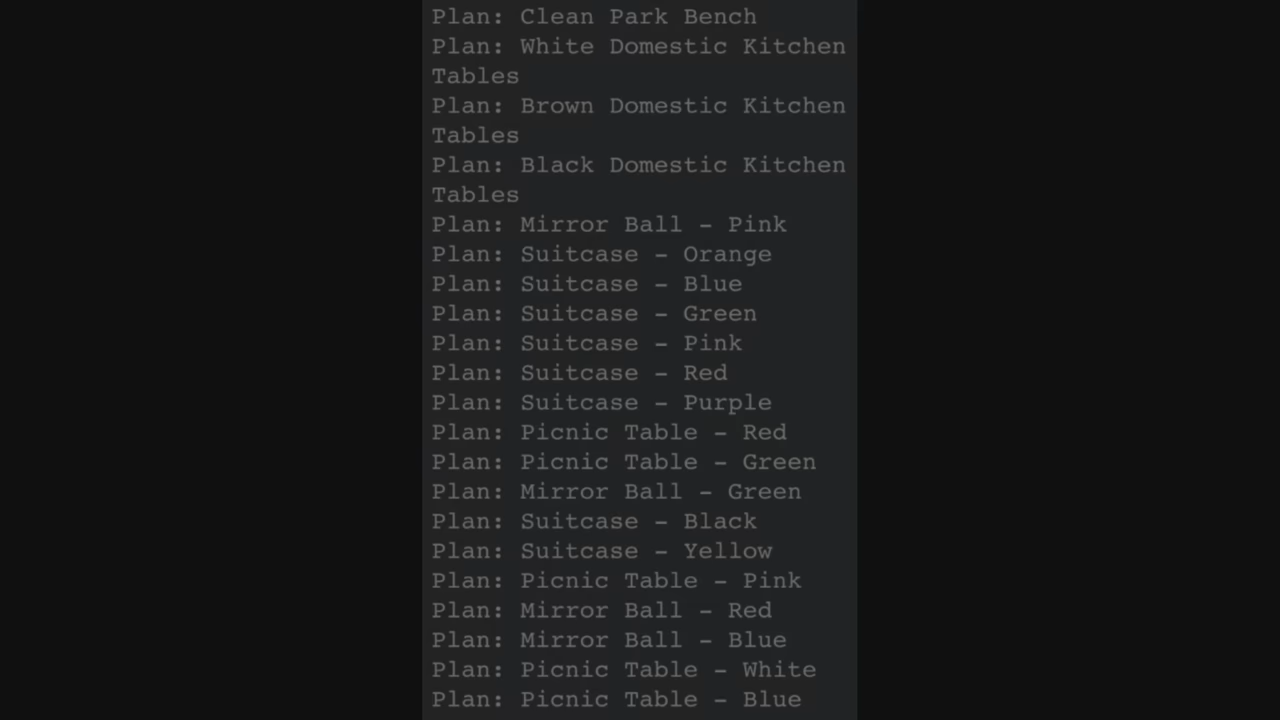 Plan: Clean Park Bench
Plan: White Domestic Kitchen
Tables
Plan: Brown Domestic Kitchen
Tables
Plan: Black Domestic Kitchen
Tables
Plan: Mirror Ball - Pink
Plan: Suitcase - Orange
Plan: Suitcase - Blue
Plan: Suitcase - Green
Plan: Suitcase - Pink
Plan: Suitcase - Red
Plan: Suitcase - Purple
Plan: Picnic Table - Red
Plan: Picnic Table - Green
Plan: Mirror Ball - Green
Plan: Suitcase - Black
Plan: Suitcase - Yellow
Plan: Picnic Table - Pink
Plan: Mirror Ball - Red
Plan: Mirror Ball - Blue
Plan: Picnic Table - White
Plan: Picnic Table - Blue